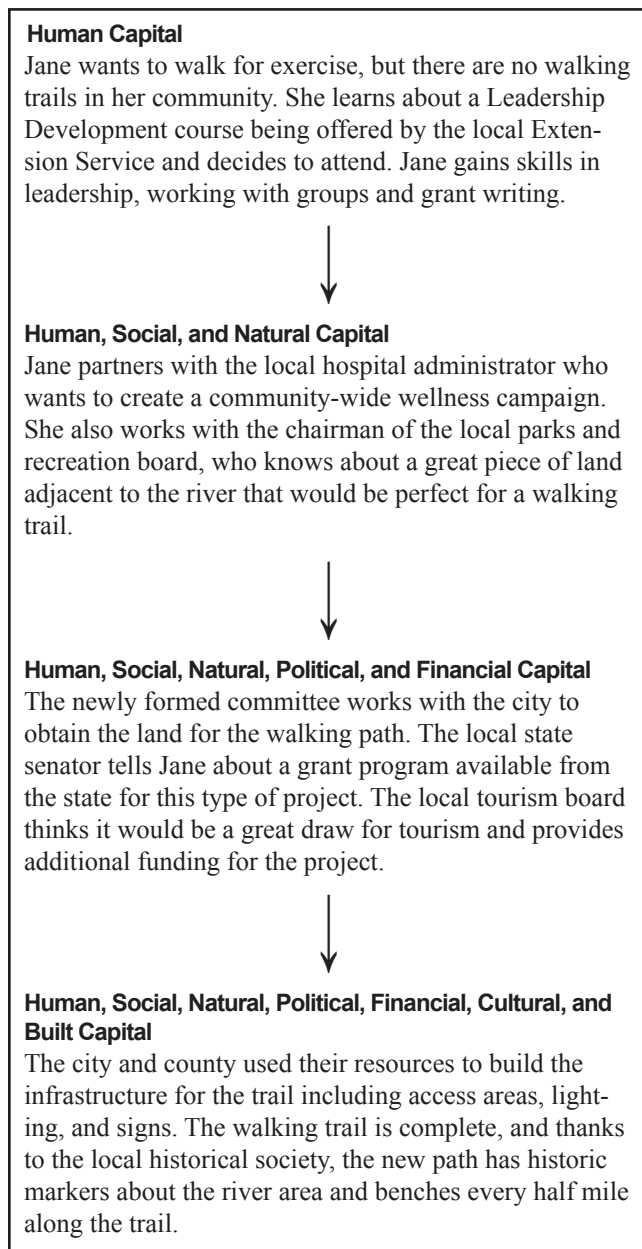 Human Capital
Jane wants to walk for exercise, but there are no walking
trails in her community. She learns about a Leadership
Development course being offered by the local Exten-
sion Service and decides to attend. Jane gains skills in
leadership, working with groups and grant writing.
Human, Social, and Natural Capital
Jane partners with the local hospital administrator who
wants to create a community-wide wellness campaign.
She also works with the chairman of the local parks and
recreation board, who knows about a great piece of land
adjacent to the river that would be perfect for a walking
trail.
Human, Social, Natural, Political, and Financial Capital
The newly formed committee works with the city to
obtain the land for the walking path. The local state
senator tells Jane about a grant program available from
the state for this type of project. The local tourism board
thinks it would be a great draw for tourism and provides
additional funding for the project.
Human, Social, Natural, Political, Financial, Cultural, and
Built Capital
The city and county used their resources to build the
infrastructure for the trail including access areas, light-
ing, and signs. The walking trail is complete, and thanks
to the local historical society, the new path has historic
markers about the river area and benches every half mile
along the trail.